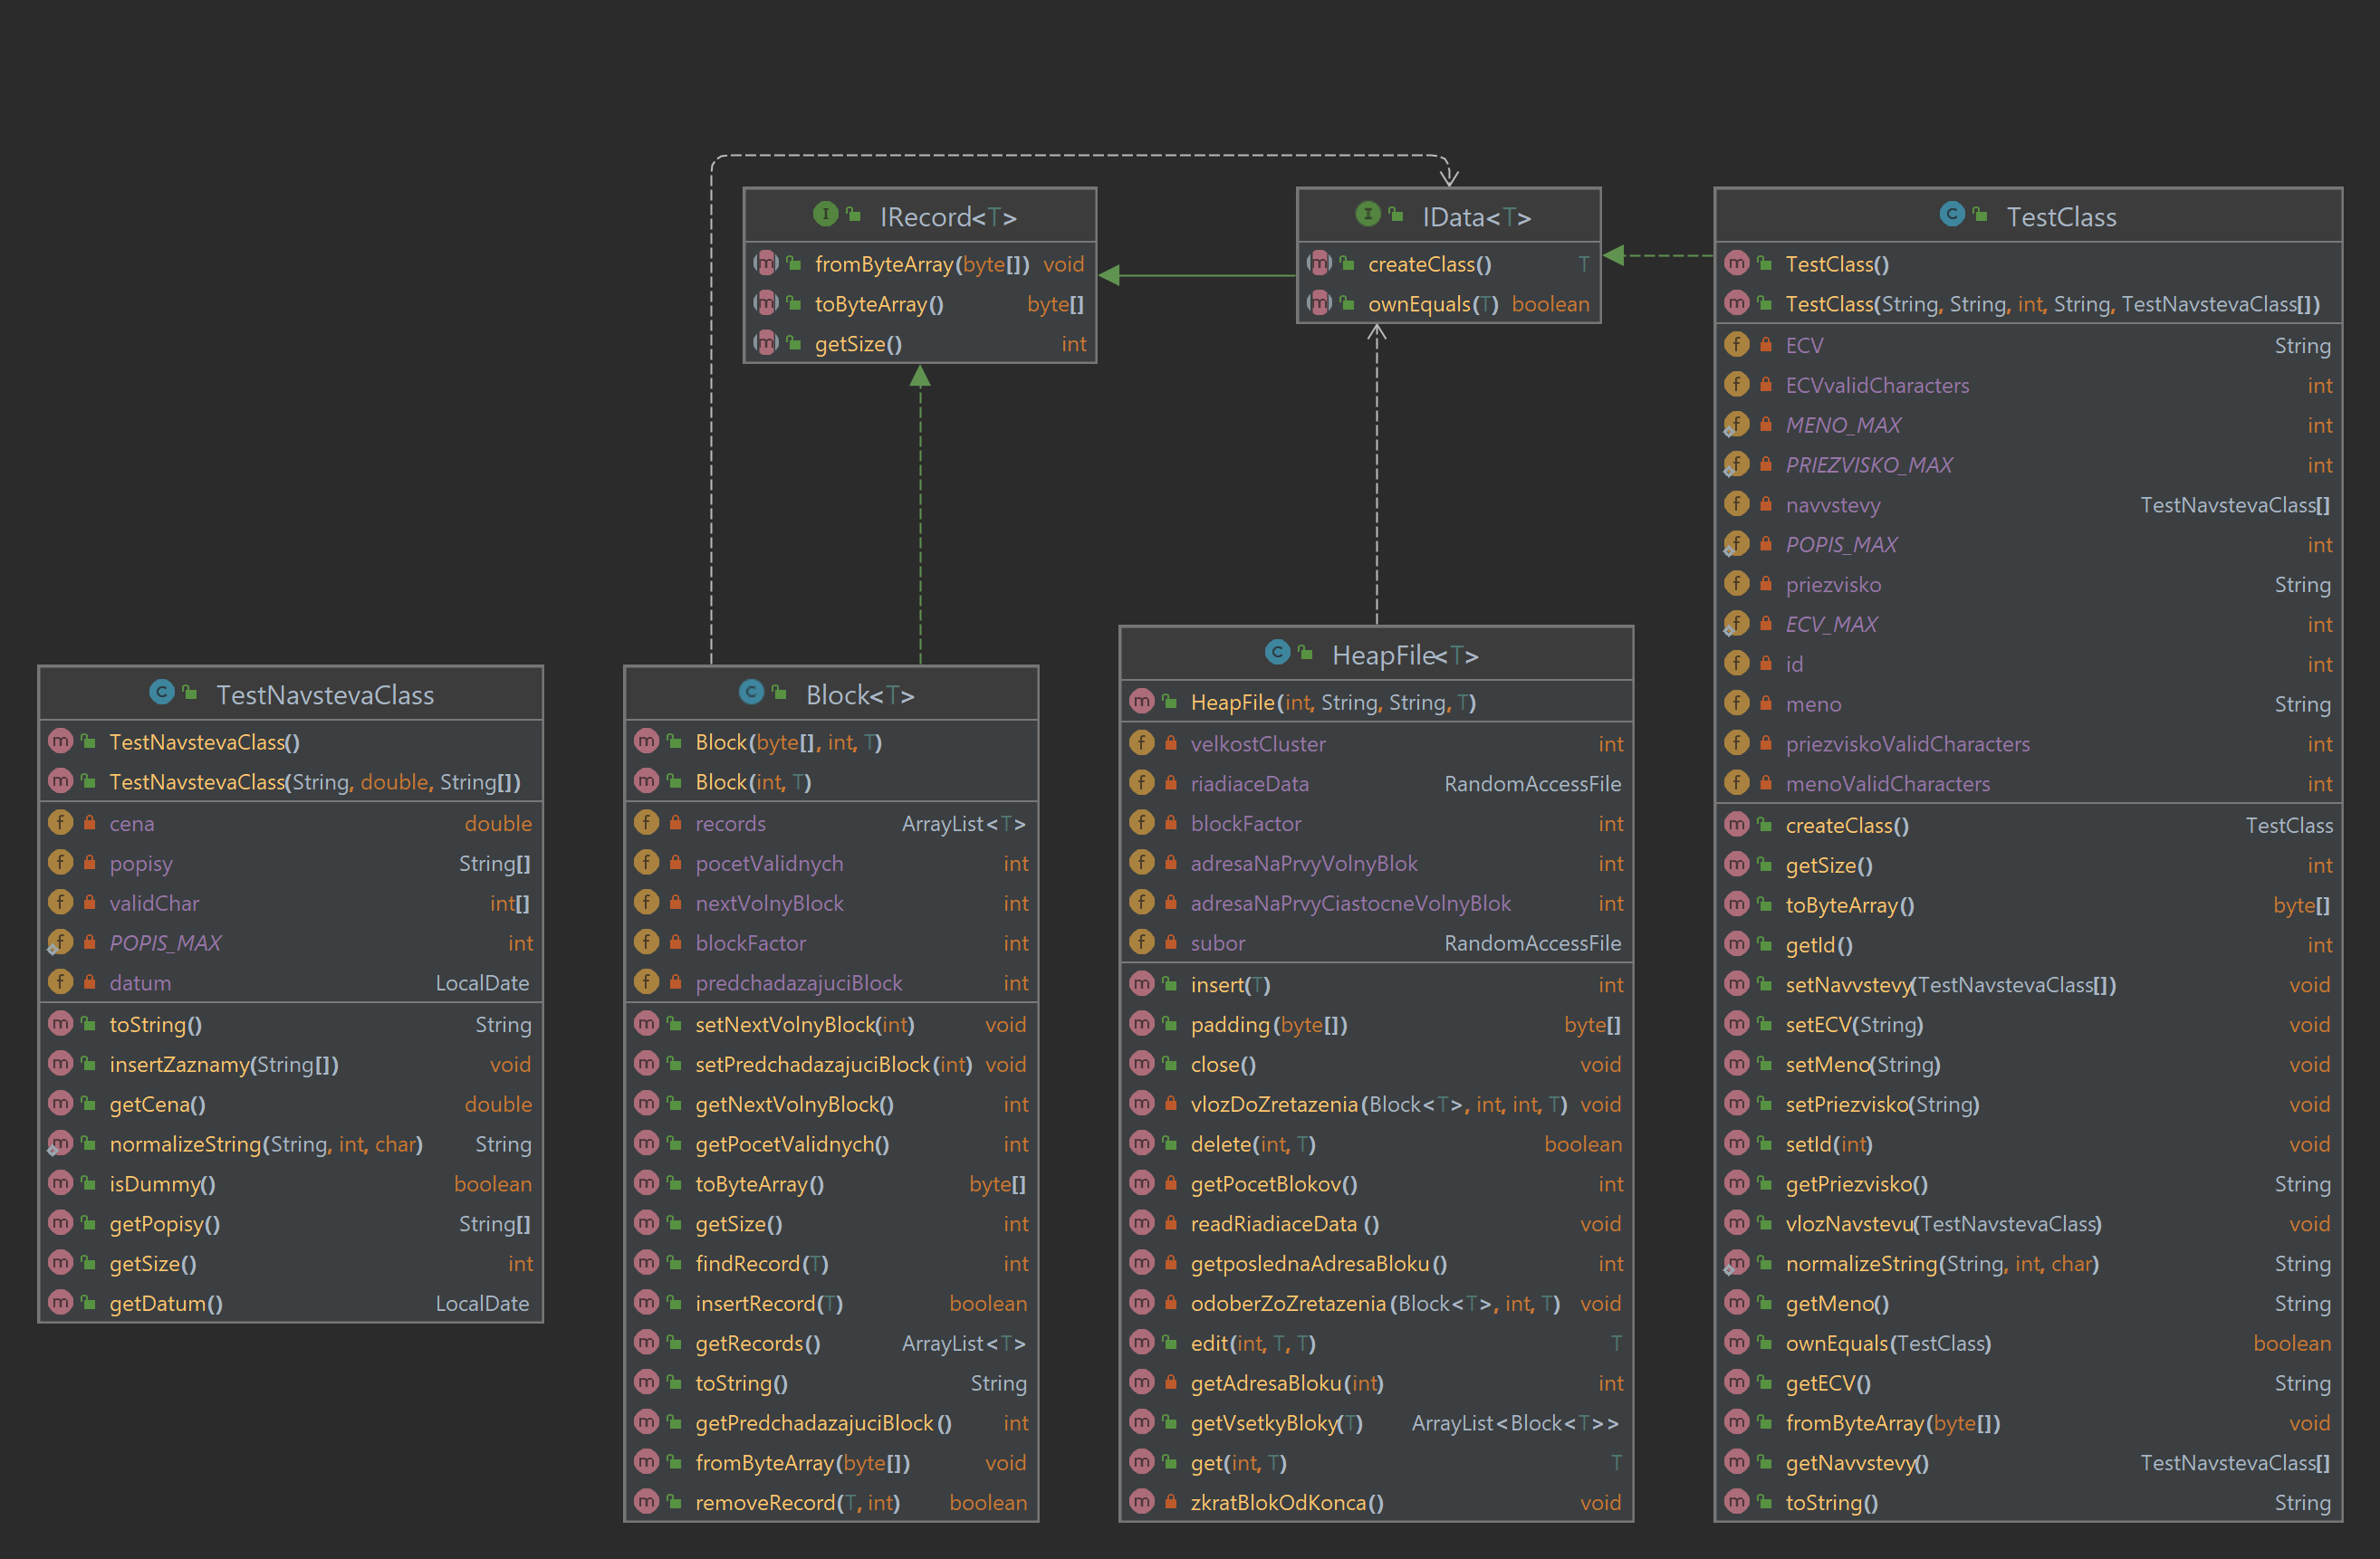 IRecord<T>
fromByteArray(byte[]) void
toByteArray() byte[]
getSize() int
IData<T>
createClass() T
ownEquals(T) boolean
TestClass
TestClass()
TestClass(String, String, int, String, TestNavstevaClass[])
ECV String
ECVvalidCharacters int
MENO_MAX int
PRIEZVISKO_MAX int
navvstevy TestNavstevaClass[]
POPIS_MAX int
priezvisko String
ECV_MAX int
id int
meno String
priezviskoValidCharacters int
menoValidCharacters int
createClass() TestClass
getSize() int
toByteArray() byte[]
getId() int
setNavvstevy(TestNavstevaClass[]) void
setECV(String) void
setMeno(String) void
setPriezvisko(String) void
setId(int) void
getPriezvisko() String
vlozNavstevu(TestNavstevaClass) void
normalizeString(String, int, char) String
getMeno() String
ownEquals(TestClass) boolean
getECV() String
fromByteArray(byte[]) void
getNavvstevy() TestNavstevaClass[]
toString() String
TestNavstevaClass
TestNavstevaClass()
TestNavstevaClass(String, double, String[])
cena double
popisy String[]
validChar int[]
POPIS_MAX int
datum LocalDate
toString() String
insertZaznamy(String[]) void
getCena() double
normalizeString(String, int, char) String
isDummy() boolean
getPopisy() String[]
getSize() int
getDatum() LocalDate
Block<T>
Block(byte[], int, T)
Block(int, T)
records ArrayList<T>
pocetValidnych int
nextVolnyBlock int
blockFactor int
predchadazajuciBlock int
setNextVolnyBlock(int) void
setPredchadazajuciBlock(int) void
getNextVolnyBlock() int
getPocetValidnych() int
toByteArray() byte[]
getSize() int
findRecord(T) int
insertRecord(T) boolean
getRecords() ArrayList<T>
toString() String
getPredchadazajuciBlock() int
fromByteArray(byte[]) void
removeRecord(T, int) boolean
HeapFile<T>
HeapFile(int, String, String, T)
velkostCluster int
riadiaceData RandomAccessFile
blockFactor int
adresaNaPrvyVolnyBlok int
adresaNaPrvyCiastocneVolnyBlok int
subor RandomAccessFile
insert(T) int
padding(byte[]) byte[]
close() void
vlozDoZretazenia(Block<T>, int, int, T) void
delete(int, T) boolean
getPocetBlokov() int
readRiadiaceData() void
getposlednaAdresaBloku() int
odoberZoZretazenia(Block<T>, int, T) void
edit(int, T, T) T
getAdresaBloku(int) int
getVsetkyBloky(T) ArrayList<Block<T>>
get(int, T) T
zkratBlokOdKonca() void